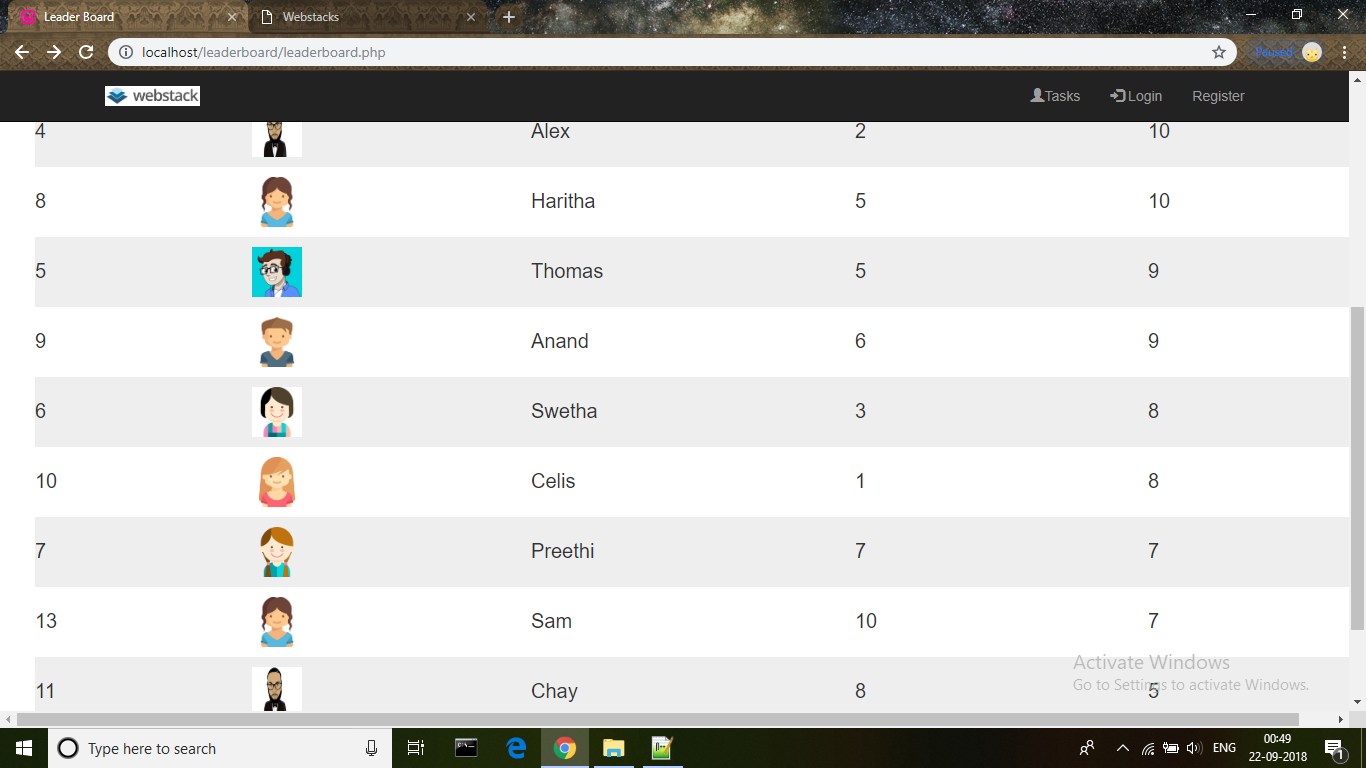 Leader Board
Webstacks
localhost/leaderboard/leaderboard.php
Paused
webstack
Tasks
Login
Register
4 Alex 2 10
8 Haritha 5 10
5 Thomas 5 9
9 Anand 6 9
6 Swetha 3 8
10 Celis 1 8
7 Preethi 7 7
13 Sam 10 7
11 Chay 8 5
Activate Windows
Go to Settings to activate Windows.
Type here to search
ENG
00:49
22-09-2018
1